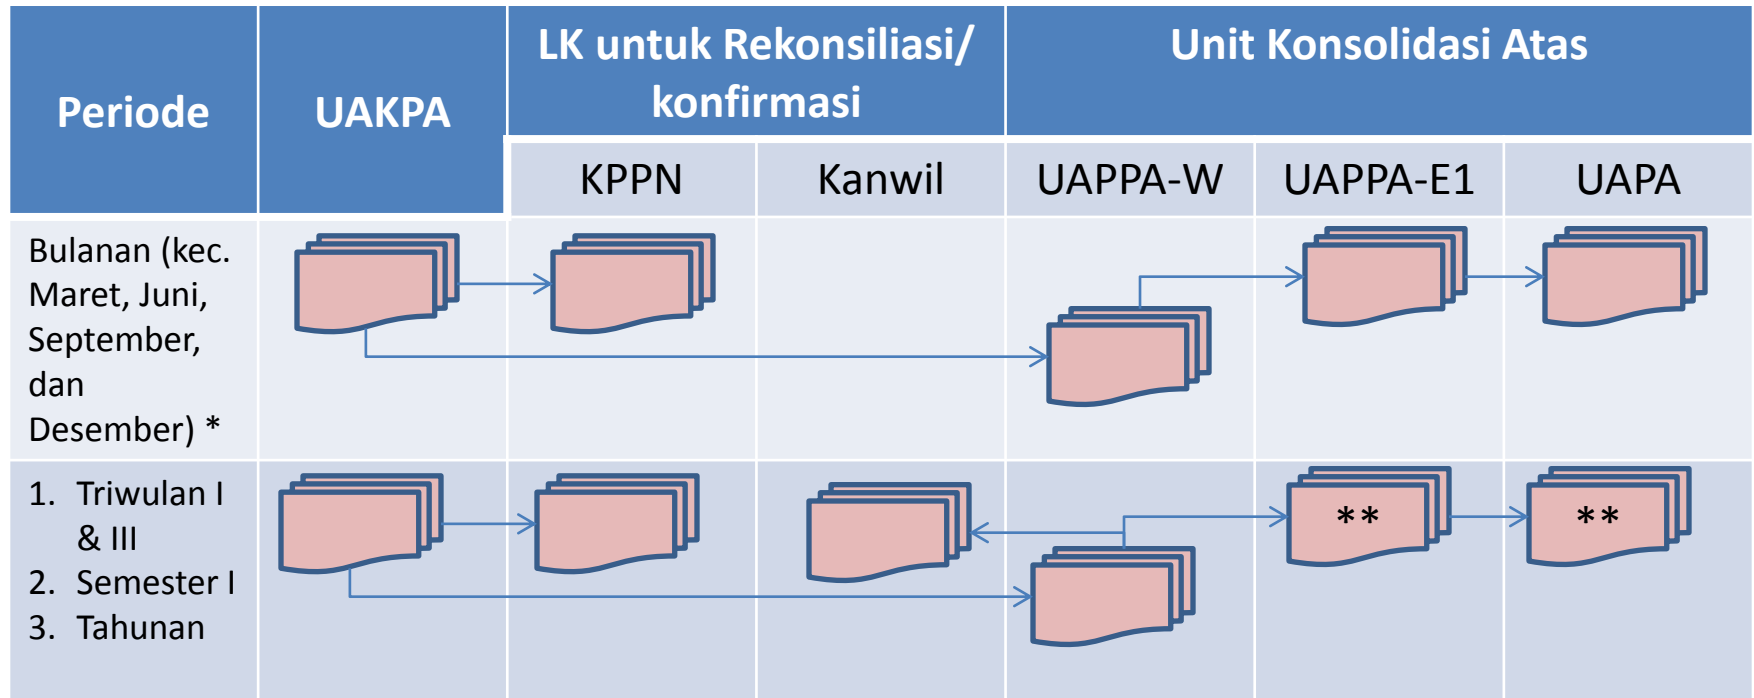 Periode
UAKPA
LK untuk Rekonsiliasi/
konfirmasi
Unit Konsolidasi Atas
KPPN
Kanwil
UAPPA-W
UAPPA-E1
UAPA
Bulanan (kec.
Maret, Juni,
September,
dan
Desember) *
1. Triwulan I
& III
2. Semester I
3. Tahunan
**
**